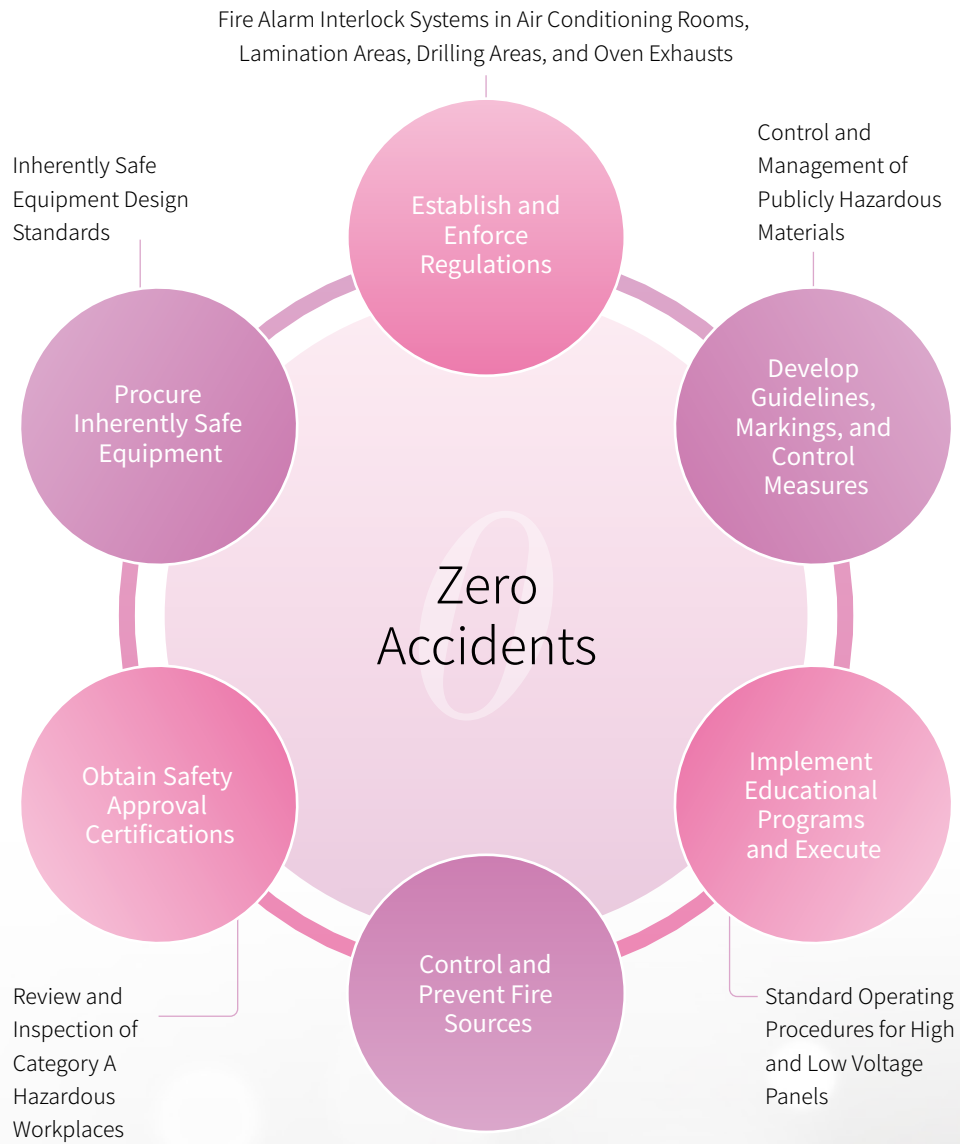 Fire Alarm Interlock Systems in Air Conditioning Rooms,
Lamination Areas, Drilling Areas, and Oven Exhausts
Establish and
Enforce
Regulations
Control and
Management of
Publicly Hazardous
Materials
Develop
Guidelines,
Markings, and
Control
Measures
Inherently Safe
Equipment Design
Standards
Procure
Inherently Safe
Equipment
0
Zero
Accidents
Implement
Educational
Programs
and Execute
Standard Operating
Procedures for High
and Low Voltage
Panels
Control and
Prevent Fire
Sources
Obtain Safety
Approval
Certifications
Review and
Inspection of
Category A
Hazardous
Workplaces